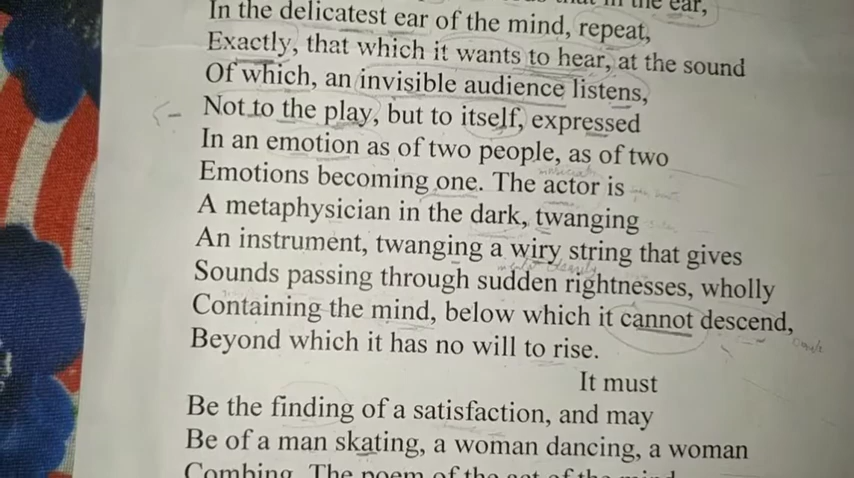 in the ear,
In the delicatest ear of the mind, repeat,
Exactly, that which it wants to hear, at the sound
Of which, an invisible audience listens,
Not to the play, but to itself, expressed
In an emotion as of two people, as of two
Emotions becoming one. The actor is
A metaphysician in the dark, twanging
An instrument, twanging a wiry string that gives
Sounds passing through sudden rightnesses, wholly
Containing the mind, below which it cannot descend,
Beyond which it has no will to rise.
It must
Be the finding of a satisfaction, and may
Be of a man skating, a woman dancing, a woman
Combing. The poem of the act of the mind.